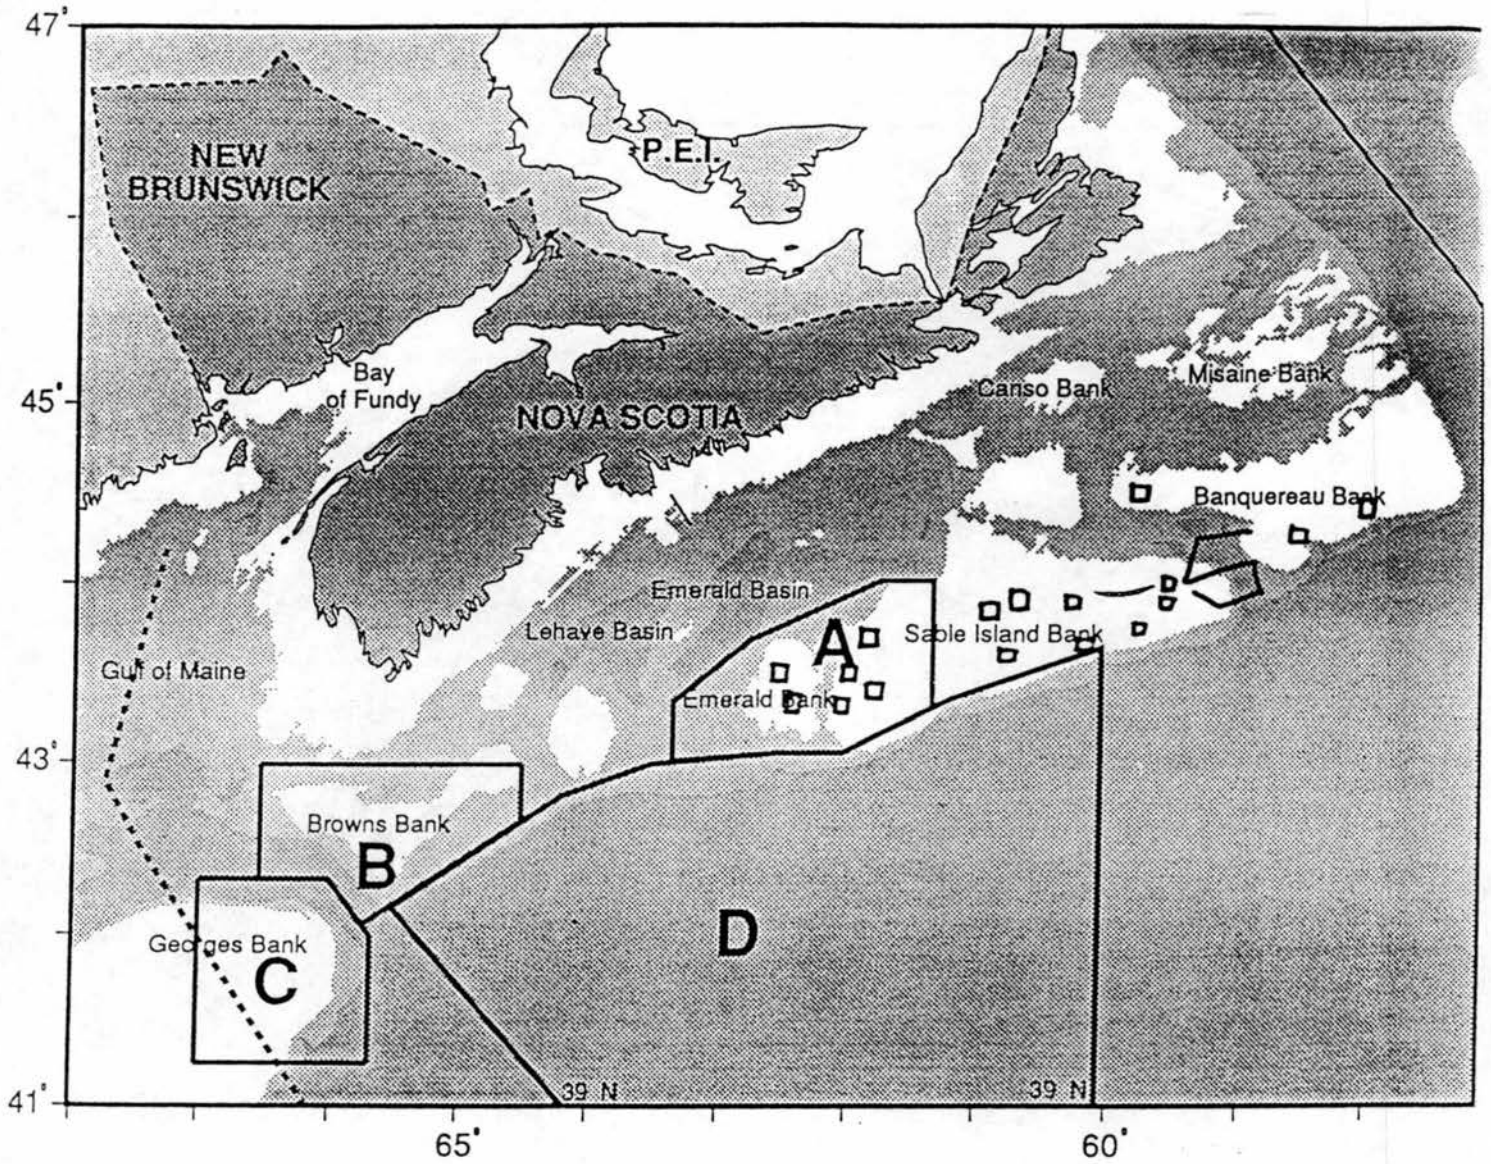 47°
P.E.I.
NEW
BRUNSWICK
Bay
of Fundy
45°
NOVA SCOTIA
Canso Bank
Misaine Bank
Banquereau Bank
Emerald Basin
Lehave Basin
A
Sable Island Bank
Gulf of Maine
Emerald Bank
43°
Browns Bank
B
D
Georges Bank
C
39 N
39 N
41°
65°
60°